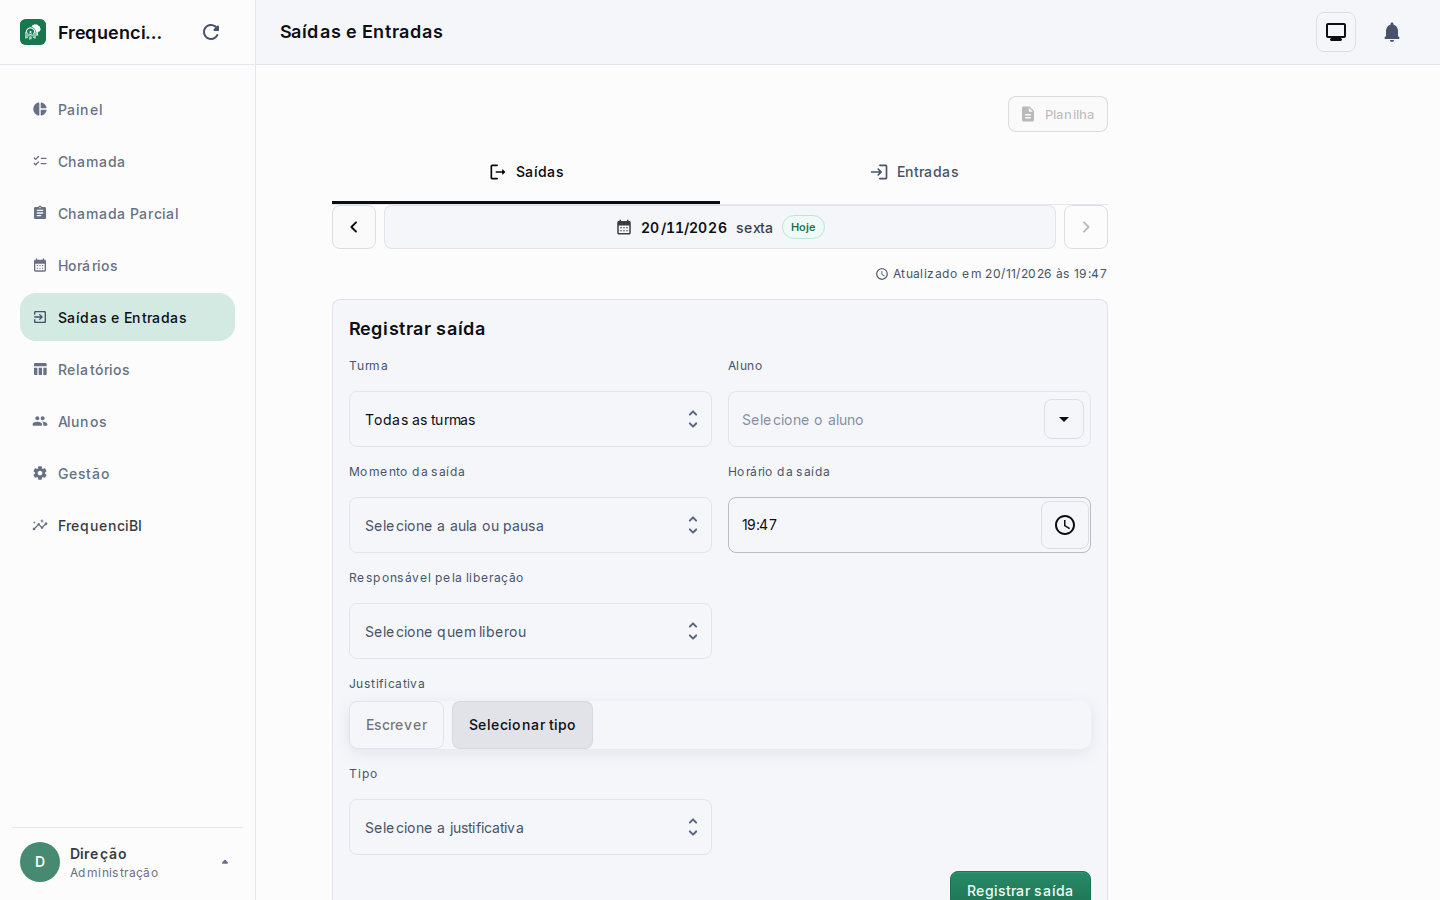 Frequenci...
Saídas e Entradas
Painel
Chamada
Chamada Parcial
Horários
Saídas e Entradas
Relatórios
Alunos
Gestão
FrequenciBI
D
Direção
Administração
Planilha
Saídas
Entradas
20/11/2026 sexta Hoje
Atualizado em 20/11/2026 às 19:47
Registrar saída
Turma
Aluno
Todas as turmas
Selecione o aluno
Momento da saída
Horário da saída
Selecione a aula ou pausa
19:47
Responsável pela liberação
Selecione quem liberou
Justificativa
Escrever
Selecionar tipo
Tipo
Selecione a justificativa
Registrar saída